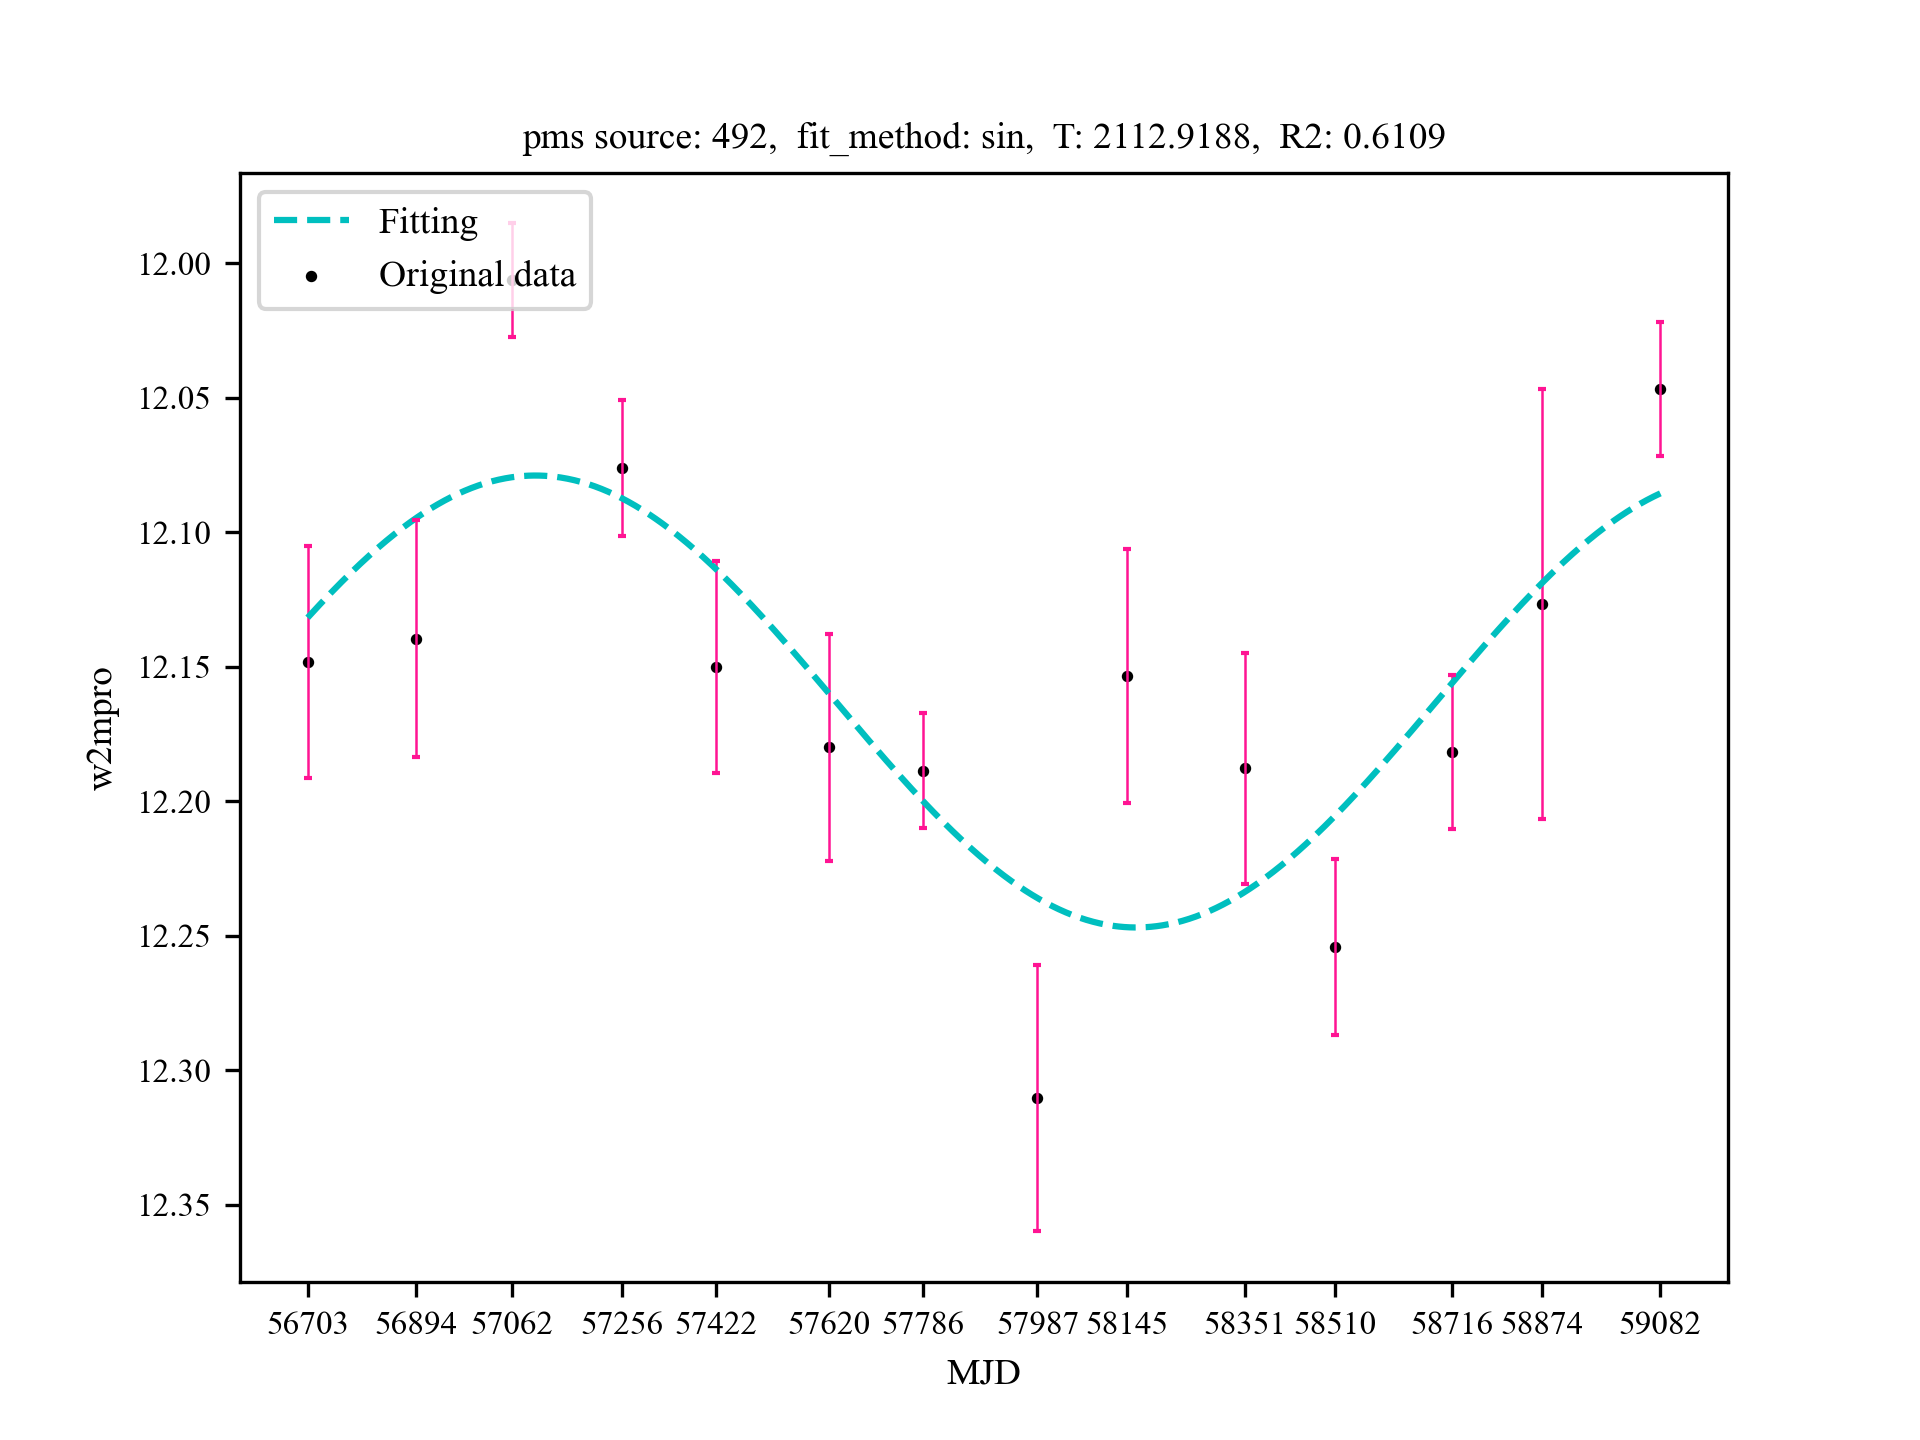 pms source: 492,  fit_method: sin,  T: 2112.9188,  R2: 0.6109
Fitting
Original data
12.00
12.05
12.10
12.15
12.20
12.25
12.30
12.35
w2mpro
56703 56894 57062 57256 57422 57620 57786 57987 58145 58351 58510 58716 58874 59082
MJD